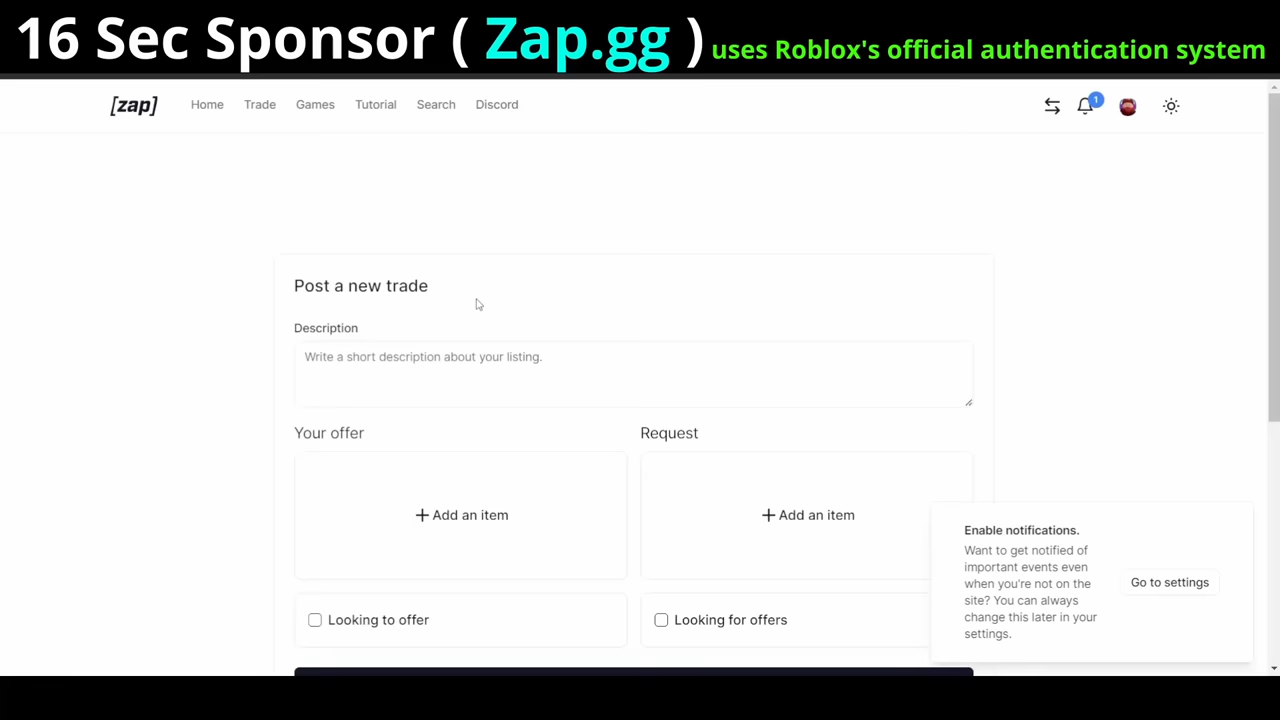 16 Sec Sponsor ( Zap.gg ) uses Roblox's official authentication system
[zap] Home Trade Games Tutorial Search Discord 1
Post a new trade
Description
Write a short description about your listing.
Your offer Request
+ Add an item + Add an item
Looking to offer Looking for offers
Enable notifications.
Want to get notified of
important events even
when you're not on the
site? You can always
change this later in your
settings.
Go to settings